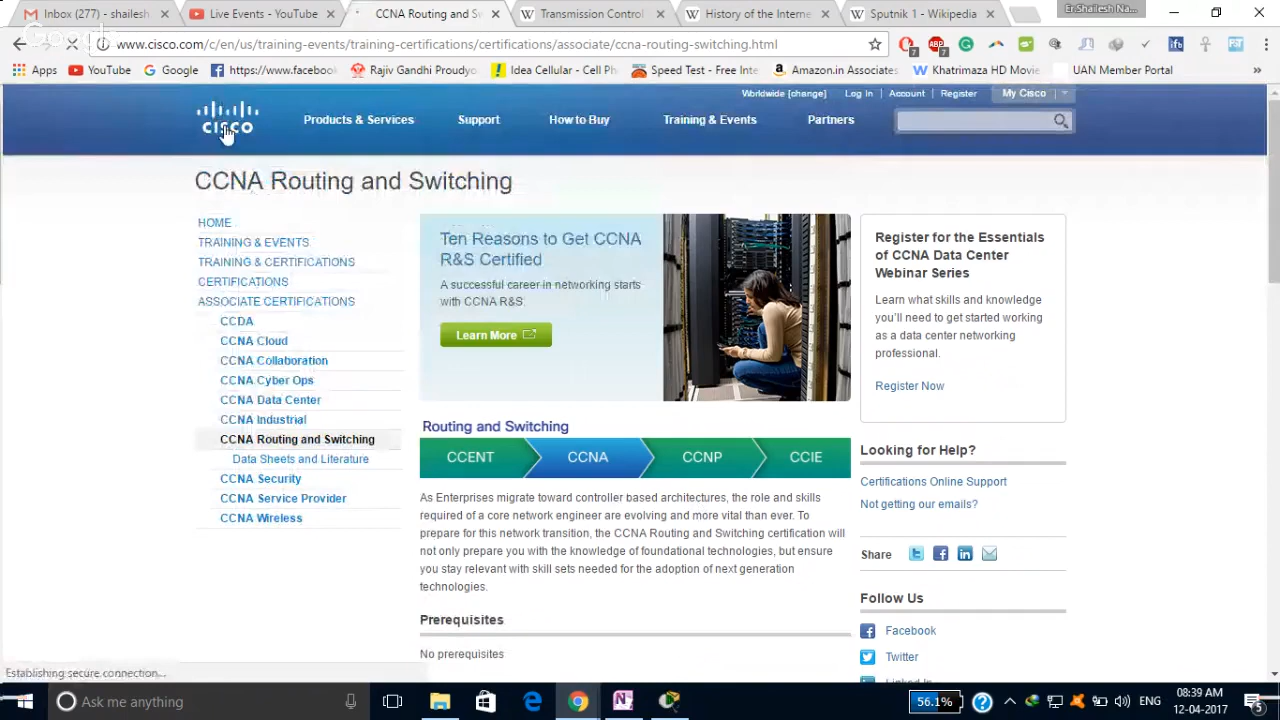 Inbox (277) - shailesh
Live Events - YouTube
CCNA Routing and Sw
Transmission Control
History of the Interne
Sputnik 1 - Wikipedia
Er.Shailesh Na...
www.cisco.com/c/en/us/training-events/training-certifications/certifications/associate/ccna-routing-switching.html
Apps
YouTube
Google
https://www.facebook
Rajiv Gandhi Proudyo
Idea Cellular - Cell Ph
Speed Test - Free Inte
Amazon.in Associates
Khatrimaza HD Movie
UAN Member Portal
»
Google
Worldwide [change]
Log In
Account
Register
My Cisco
CISCO
Products & Services
Support
How to Buy
Training & Events
Partners
CCNA Routing and Switching
HOME
TRAINING & EVENTS
TRAINING & CERTIFICATIONS
CERTIFICATIONS
ASSOCIATE CERTIFICATIONS
CCDA
CCNA Cloud
CCNA Collaboration
CCNA Cyber Ops
CCNA Data Center
CCNA Industrial
CCNA Routing and Switching
Data Sheets and Literature
CCNA Security
CCNA Service Provider
CCNA Wireless
Ten Reasons to Get CCNA
R&S Certified
A successful career in networking starts
with CCNA R&S.
Learn More
Routing and Switching
CCENT
CCNA
CCNP
CCIE
As Enterprises migrate toward controller based architectures, the role and skills
required of a core network engineer are evolving and more vital than ever. To
prepare for this network transition, the CCNA Routing and Switching certification will
not only prepare you with the knowledge of foundational technologies, but ensure
you stay relevant with skill sets needed for the adoption of next generation
technologies.
Prerequisites
No prerequisites
Register for the Essentials
of CCNA Data Center
Webinar Series
Learn what skills and knowledge
you'll need to get started working
as a data center networking
professional.
Register Now
Looking for Help?
Certifications Online Support
Not getting our emails?
Share
Follow Us
Facebook
Twitter
LinkedIn
Establishing secure connection...
Ask me anything
56.1%
ENG
08:39 AM
12-04-2017
5